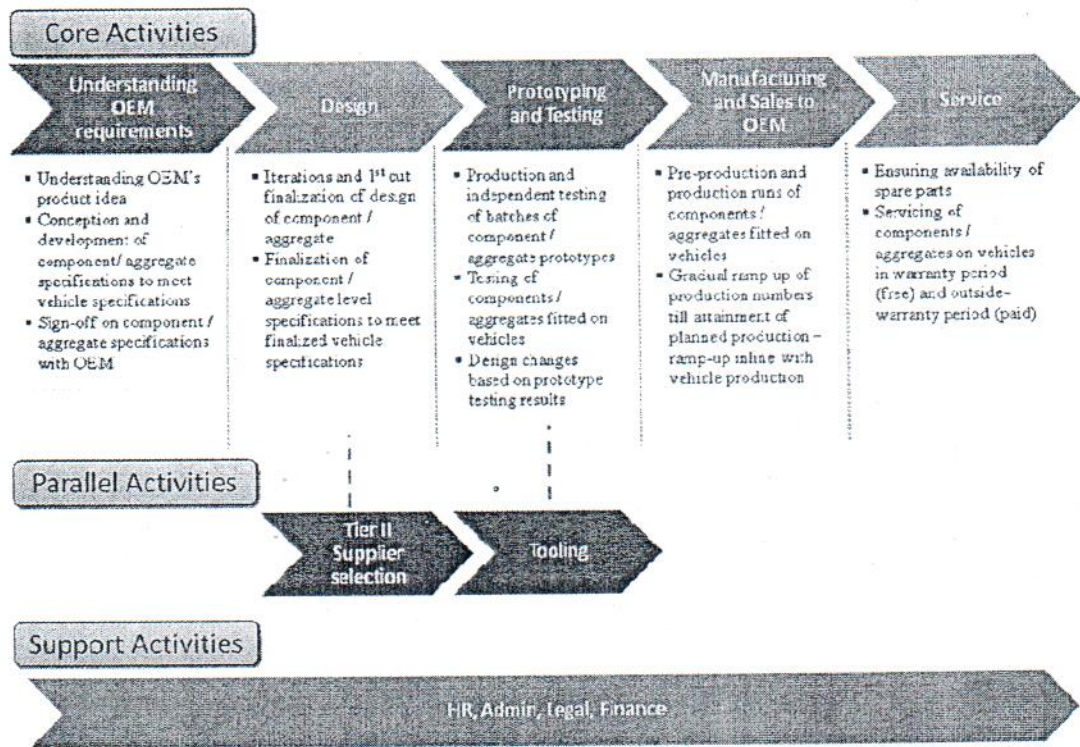 Core Activities
Understanding
OEM
requirements
Design
Prototyping
and Testing
Manufacturing
and Sales to
OEM
Service
▪ Understanding OEM's
product idea
▪ Conception and
development of
component/ aggregate
specifications to meet
vehicle specifications
▪ Sign-off on component /
aggregate specifications
with OEM
▪ Iterations and 1st cut
finalization of design
of component /
aggregate
▪ Finalization of
component /
aggregate level
specifications to meet
finalized vehicle
specifications
▪ Production and
independent testing
of batches of
component /
aggregate prototypes
▪ Testing of
components /
aggregates fitted on
vehicles
▪ Design changes
based on prototype
testing results
▪ Pre-production and
production runs of
components /
aggregates fitted on
vehicles
▪ Gradual ramp up of
production numbers
till attainment of
planned production –
ramp-up inline with
vehicle production
▪ Ensuring availability of
spare parts
▪ Servicing of
components /
aggregates on vehicles
in warranty period
(free) and outside-
warranty period (paid)
Parallel Activities
Tier II
Supplier
selection
Tooling
Support Activities
HR, Admin, Legal, Finance